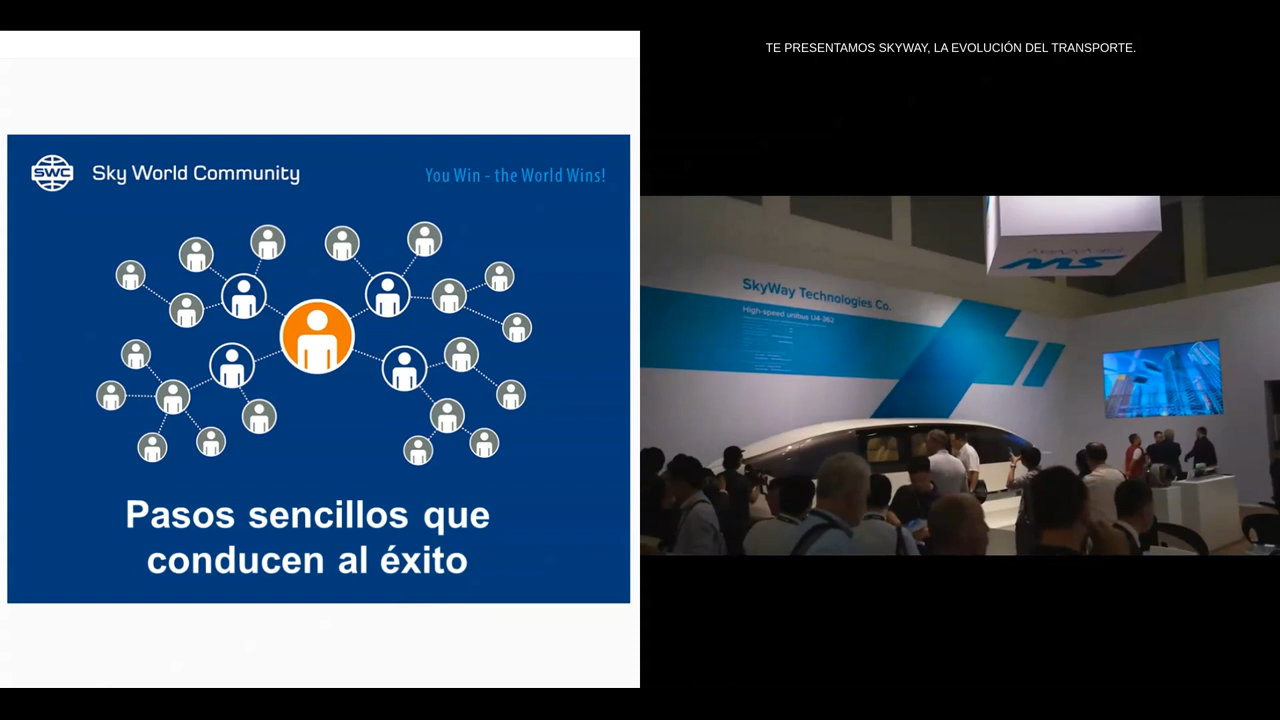 SWC
Sky World Community
You Win - the World Wins!
Pasos sencillos que
conducen al éxito
TE PRESENTAMOS SKYWAY, LA EVOLUCIÓN DEL TRANSPORTE.
SkyWay Technologies Co.
High-speed unibus U4-362